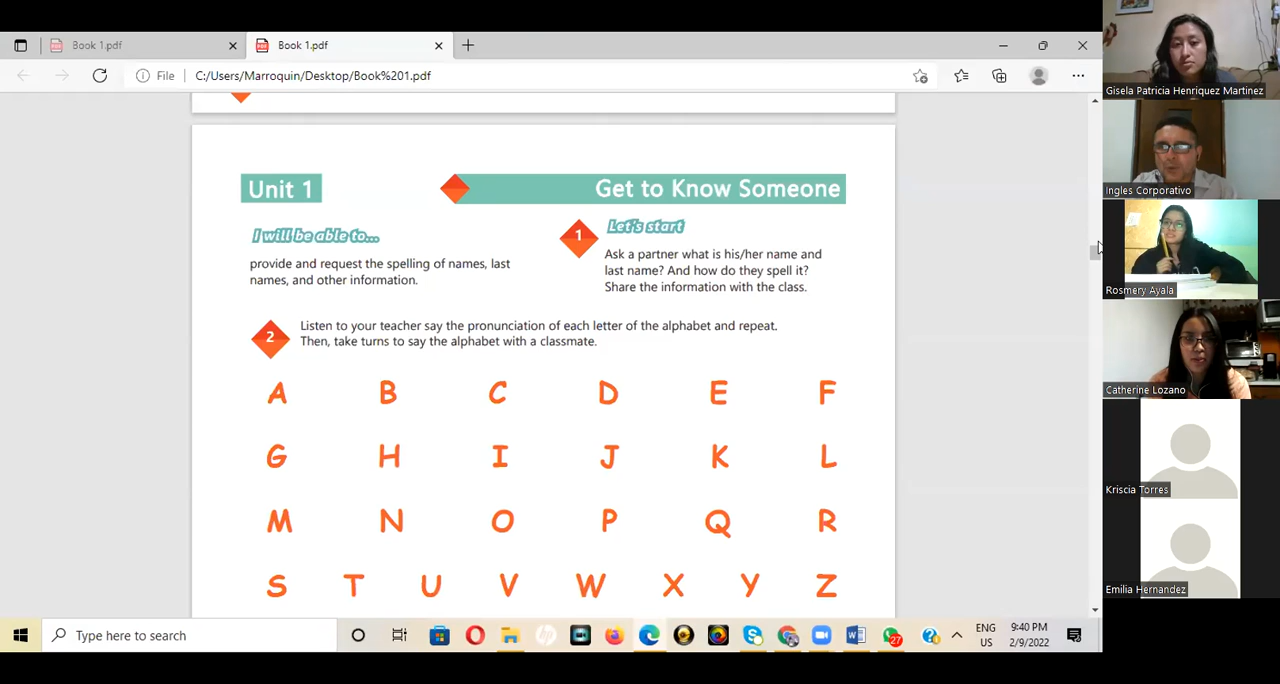 Book 1.pdf
Book 1.pdf
File
C:/Users/Marroquin/Desktop/Book%201.pdf
Unit 1
Get to Know Someone
I will be able to...
provide and request the spelling of names, last
names, and other information.
1
Let's start
Ask a partner what is his/her name and
last name? And how do they spell it?
Share the information with the class.
2
Listen to your teacher say the pronunciation of each letter of the alphabet and repeat.
Then, take turns to say the alphabet with a classmate.
A B C D E F
G H I J K L
M N O P Q R
S T U V W X Y Z
Type here to search
27
ENG
US
9:40 PM
2/9/2022
Gisela Patricia Henriquez Martinez
Ingles Corporativo
Rosmery Ayala
Catherine Lozano
Kriscia Torres
Emilia Hernandez